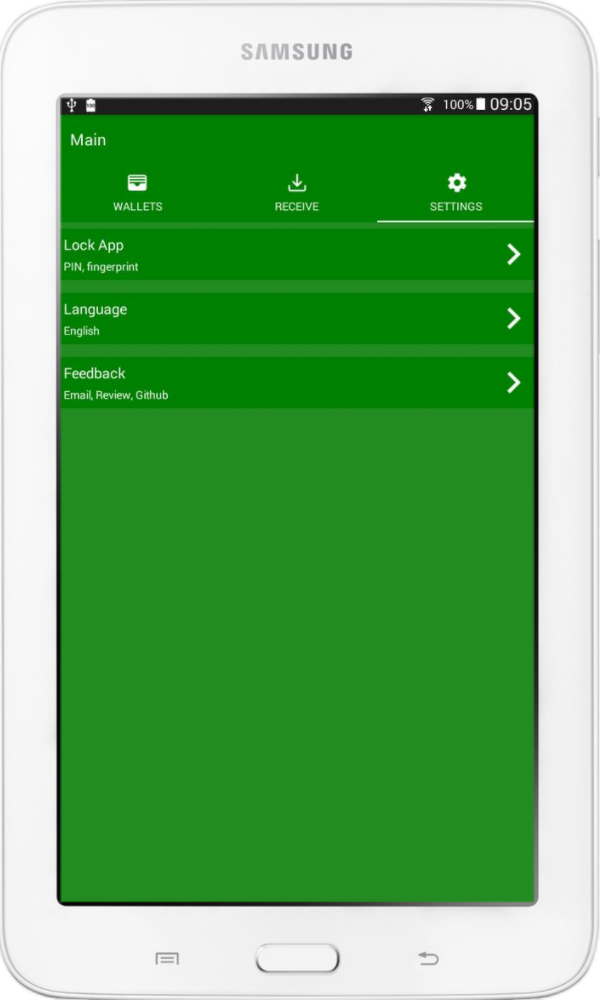 SAMSUNG
100% 09:05
Main
WALLETS
RECEIVE
SETTINGS
Lock App
PIN, fingerprint
Language
English
Feedback
Email, Review, Github